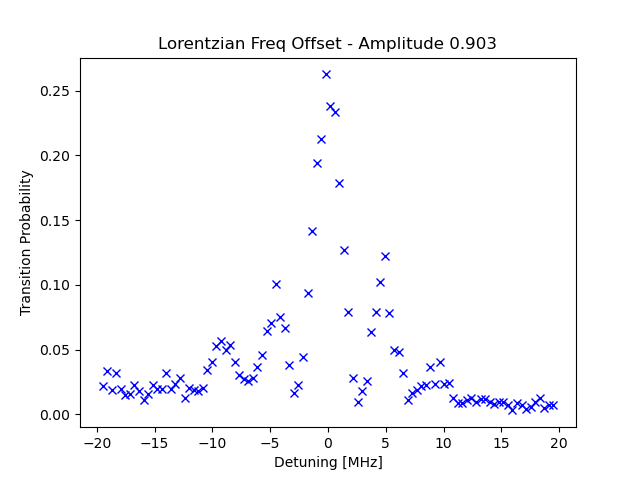 Lorentzian Freq Offset - Amplitude 0.903
Transition Probability
0.25
0.20
0.15
0.10
0.05
0.00
−20 −15 −10 −5 0 5 10 15 20
Detuning [MHz]